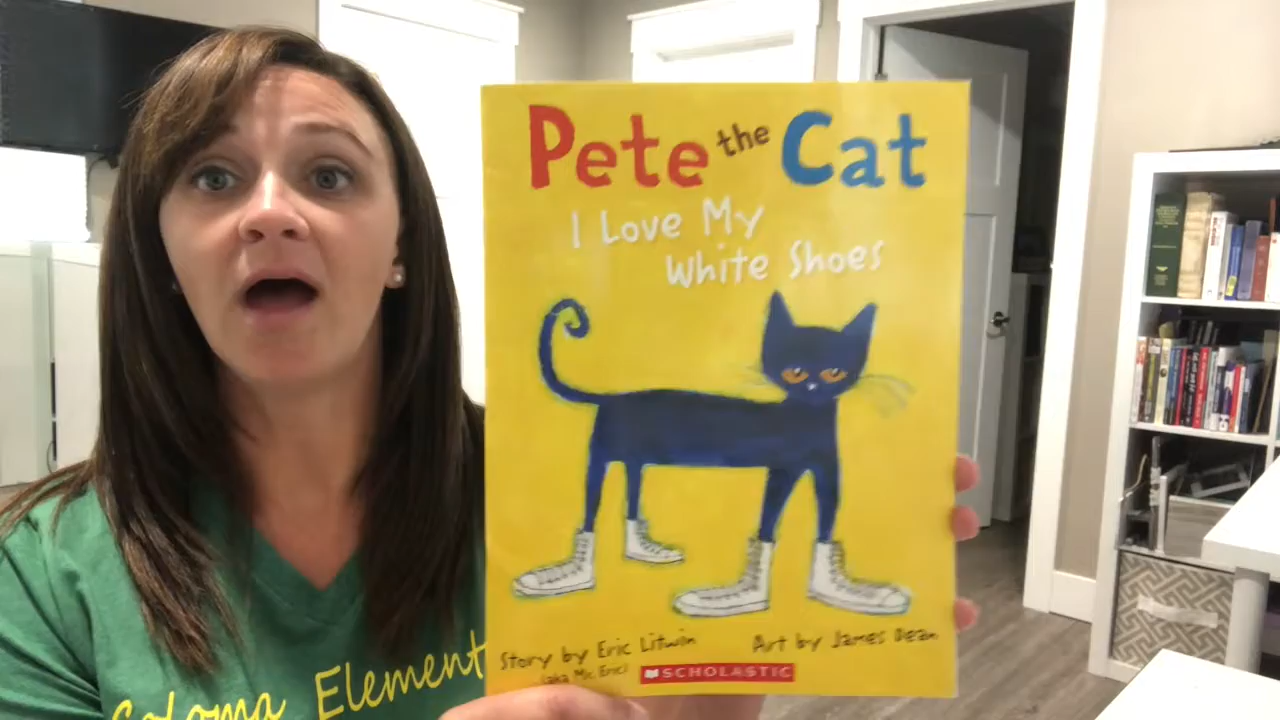 Pete the Cat
I Love My
White Shoes
Story by Eric Litwin
(aka Mr. Eric)
Art by James Dean
SCHOLASTIC
Coloma Element